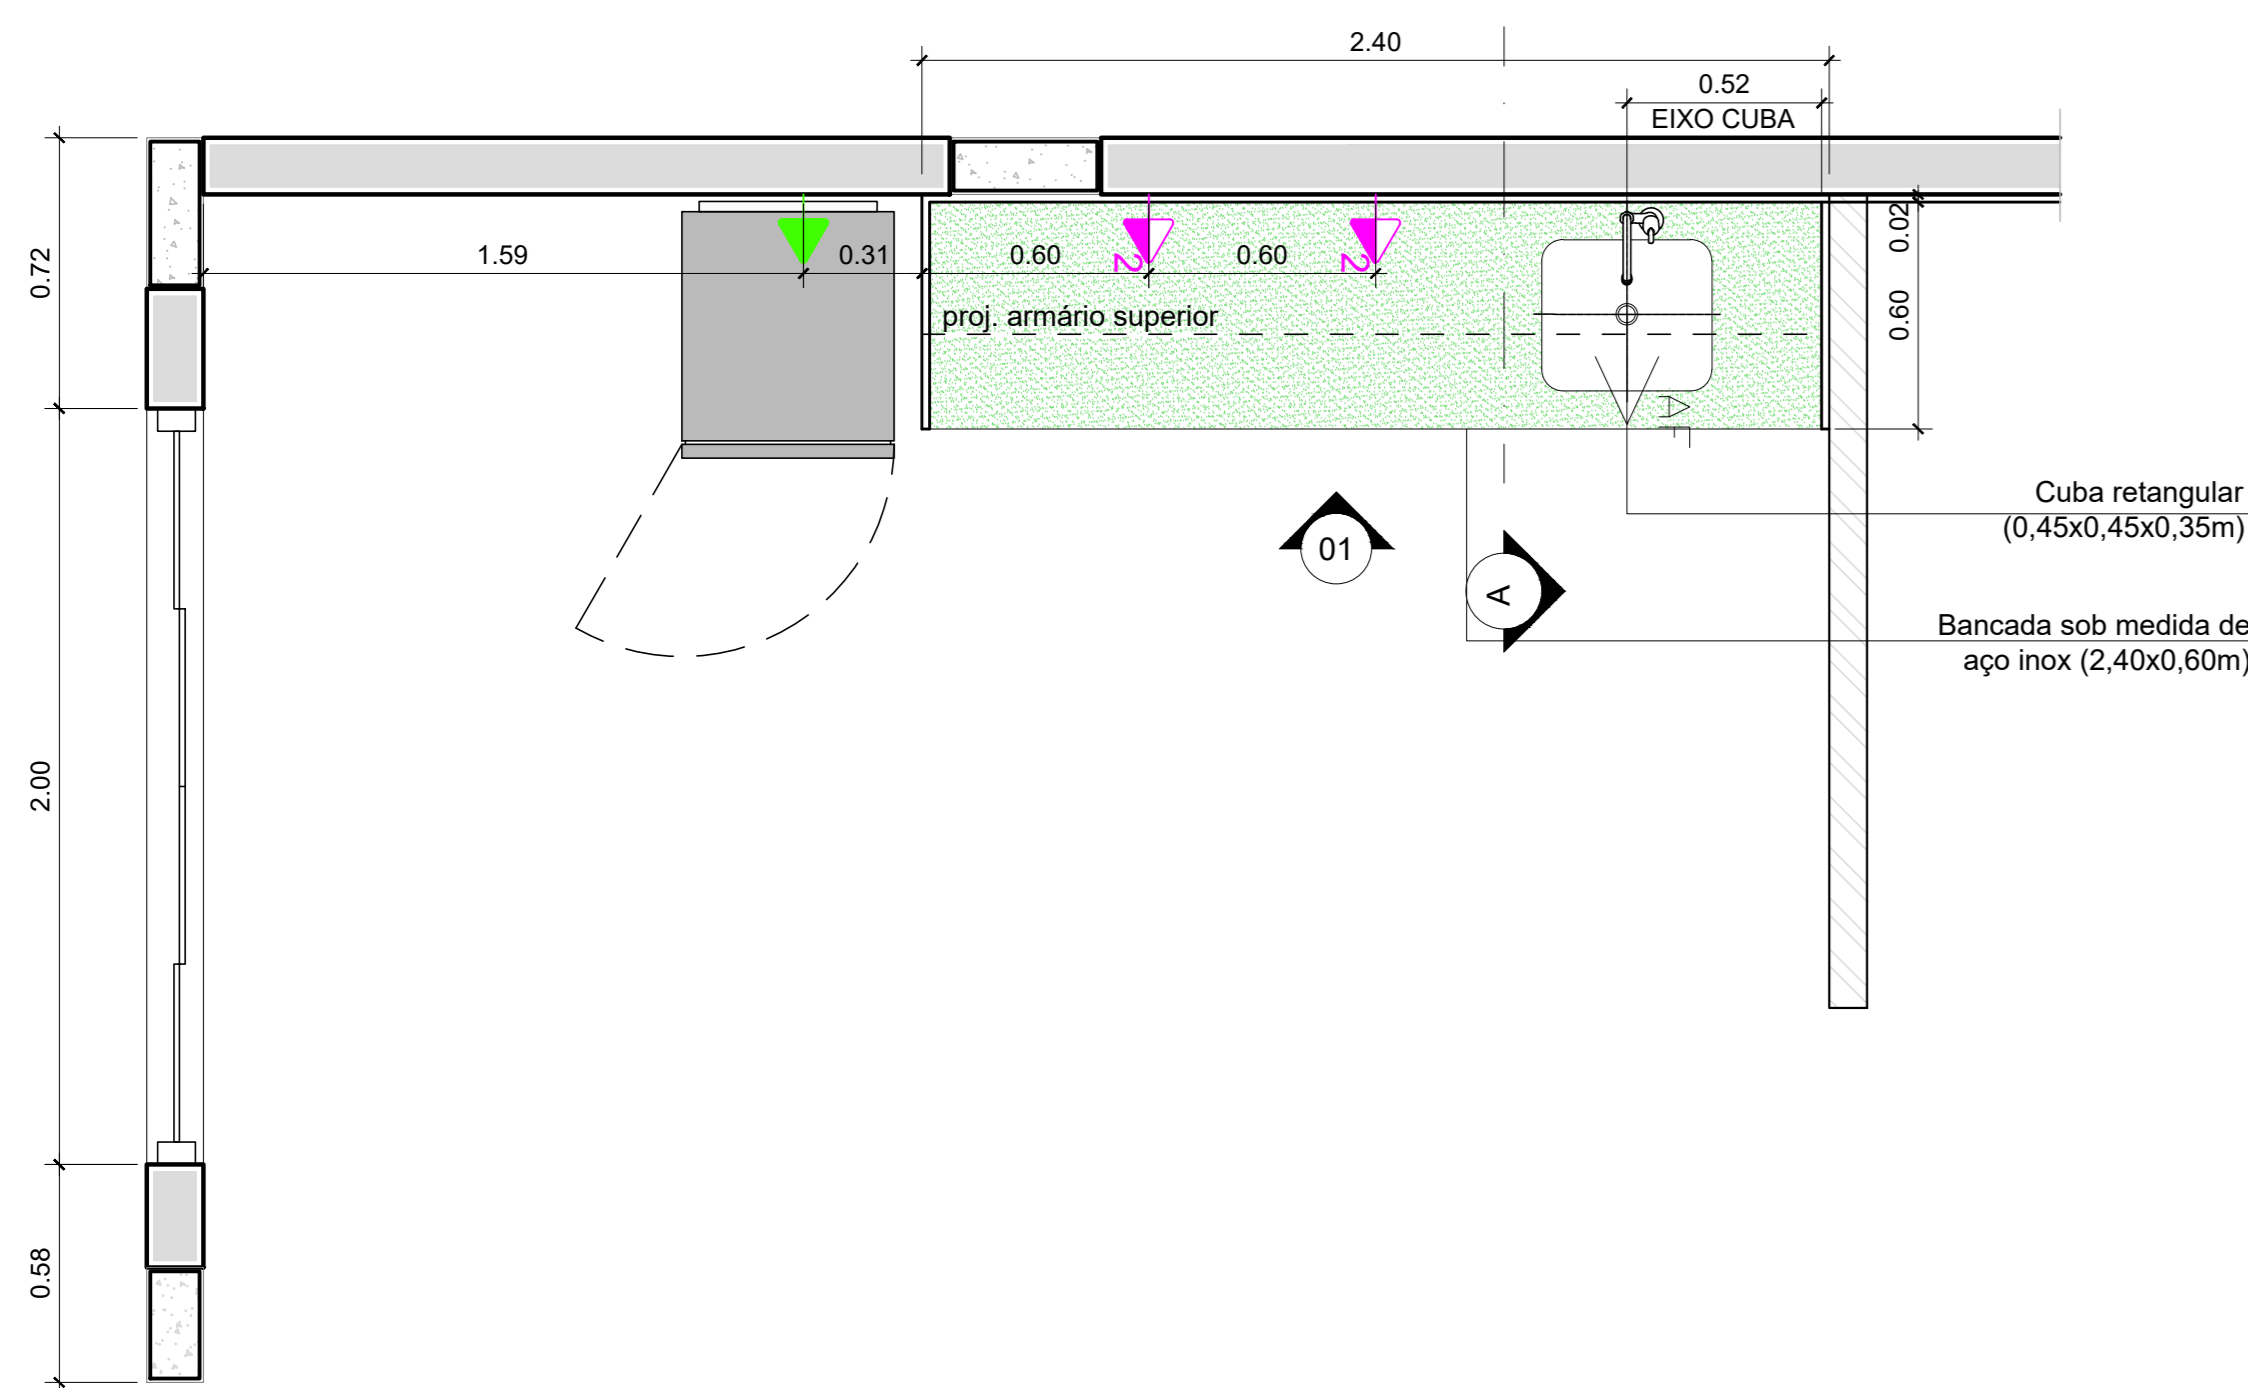 2.40
0.52
EIXO CUBA
0.72
1.59
0.31
0.60
2
0.60
2
0.02
0.60
proj. armário superior
Cuba retangular
(0,45x0,45x0,35m)
01
A
Bancada sob medida de
aço inox (2,40x0,60m)
2.00
0.58